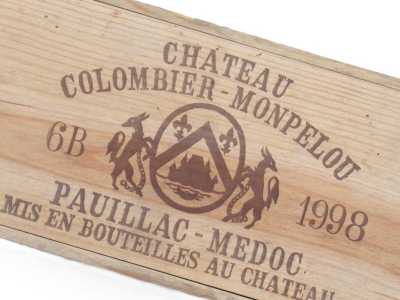 CHATEAU
COLOMBIER-MONPELOU
6B
1998
PAUILLAC-MEDOC
MIS EN BOUTEILLES AU CHATEAU